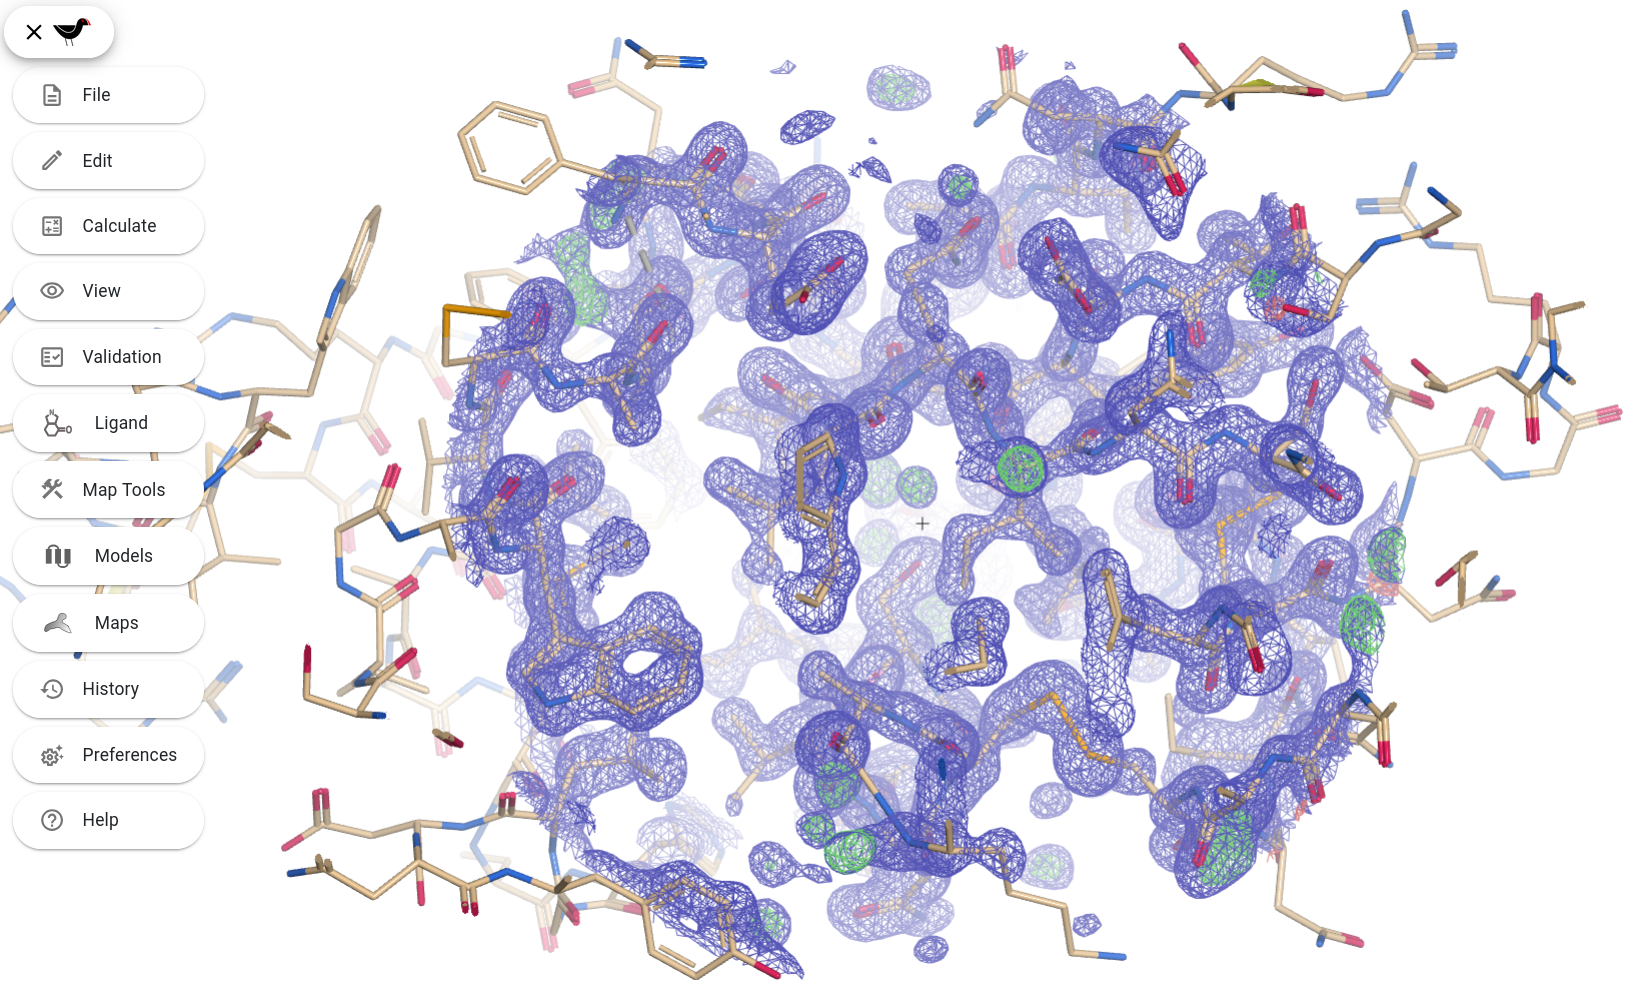 File
Edit
Calculate
View
Validation
Ligand
Map Tools
Models
Maps
History
Preferences
Help